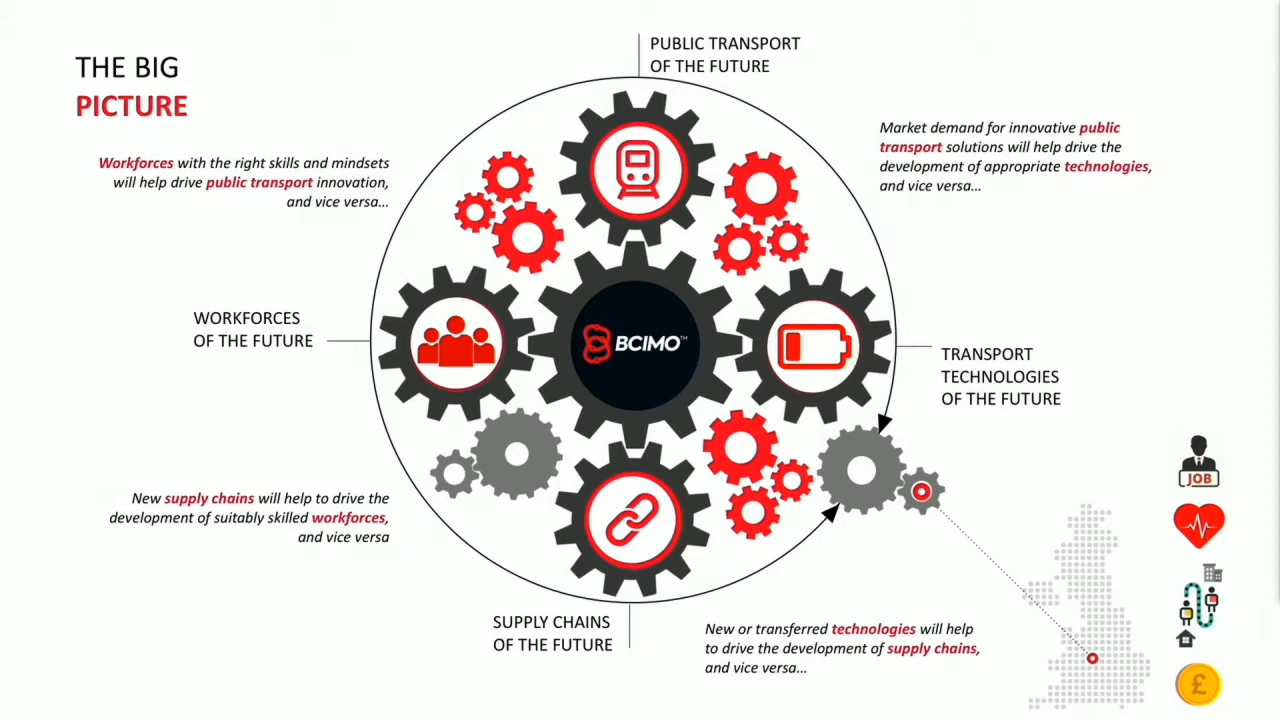 THE BIG
PICTURE
PUBLIC TRANSPORT
OF THE FUTURE
Workforces with the right skills and mindsets
will help drive public transport innovation,
and vice versa...
Market demand for innovative public
transport solutions will help drive the
development of appropriate technologies,
and vice versa...
WORKFORCES
OF THE FUTURE
BCIMO™
TRANSPORT
TECHNOLOGIES
OF THE FUTURE
New supply chains will help to drive the
development of suitably skilled workforces,
and vice versa
JOB
SUPPLY CHAINS
OF THE FUTURE
New or transferred technologies will help
to drive the development of supply chains,
and vice versa...
£